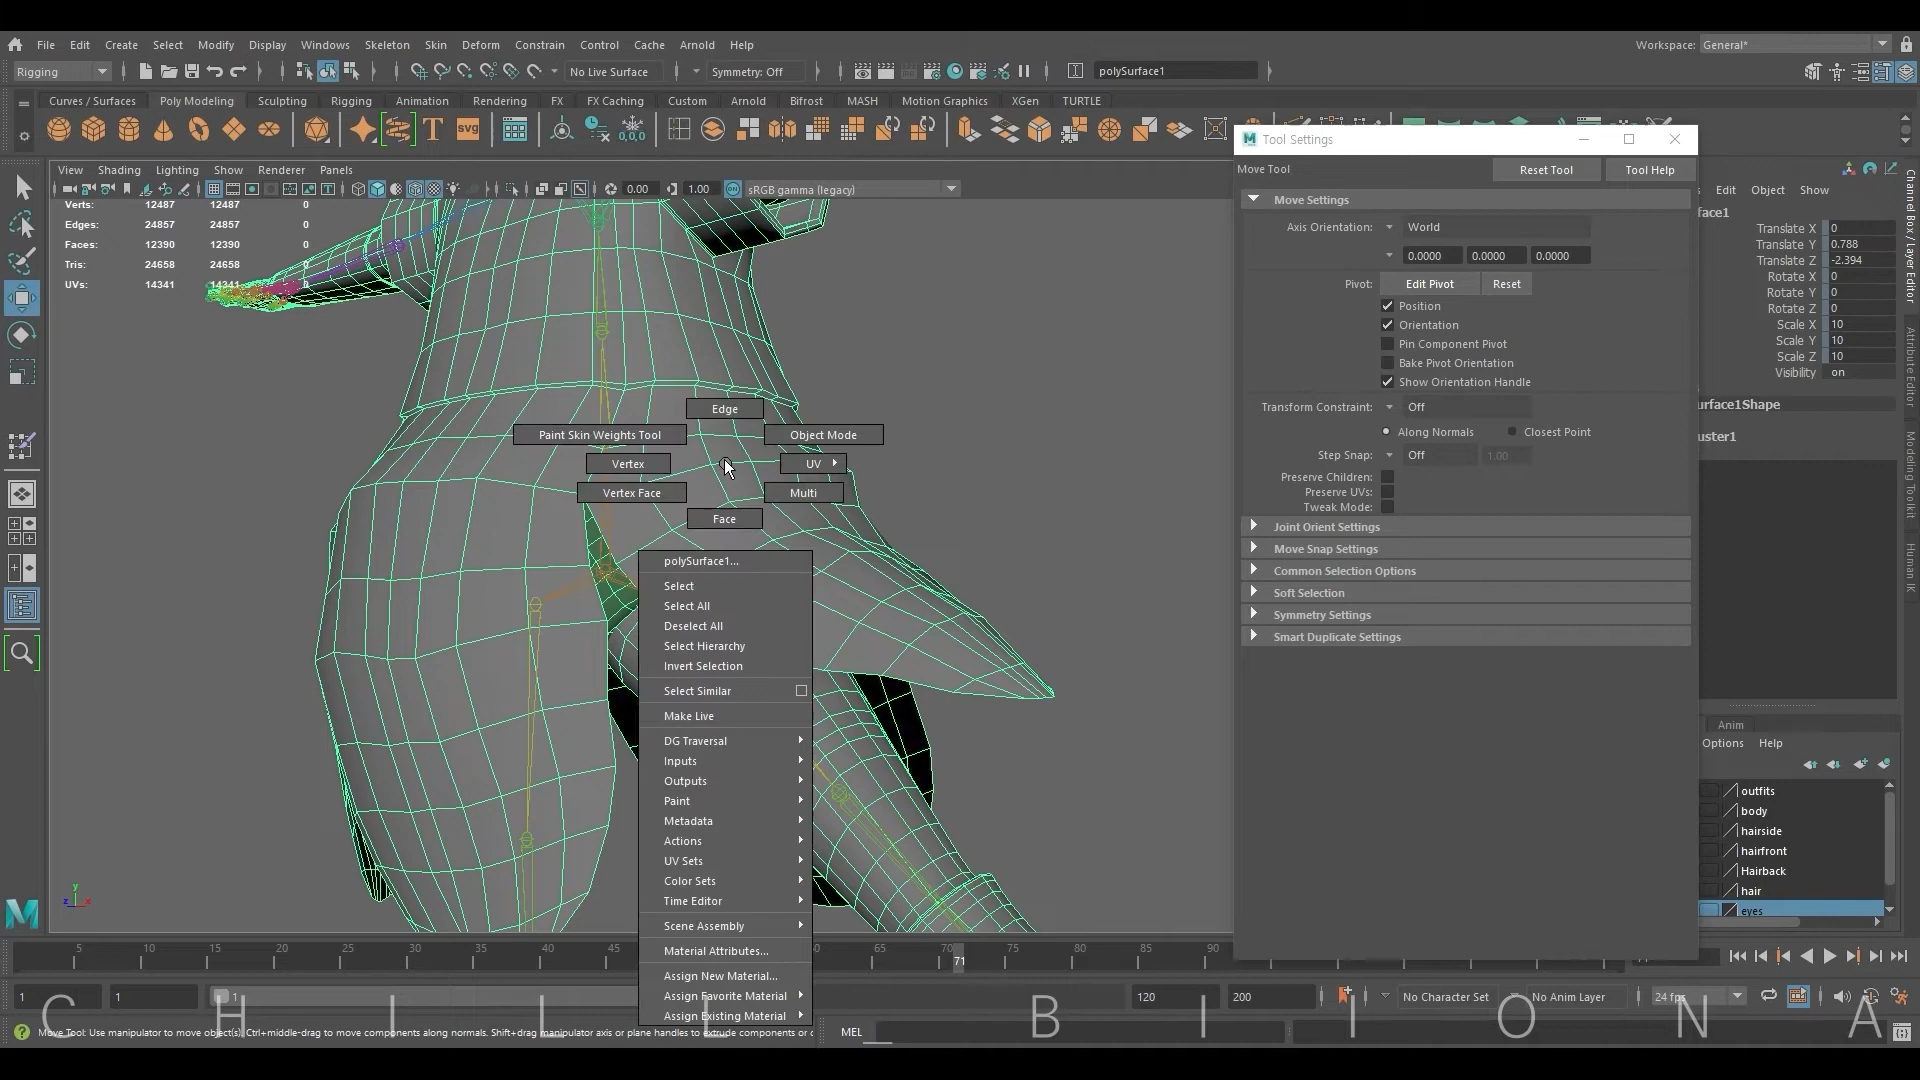 File Edit Create Select Modify Display Windows Skeleton Skin Deform Constrain Control Cache Arnold Help
Workspace: General*
Rigging
No Live Surface
Symmetry: Off
polySurface1
Curves / Surfaces Poly Modeling Sculpting Rigging Animation Rendering FX FX Caching Custom Arnold Bifrost MASH Motion Graphics XGen TURTLE
T
SVG
0,0,0
View Shading Lighting Show Renderer Panels
0.00
1.00
sRGB gamma (legacy)
Verts: 12487 12487 0
Edges: 24857 24857 0
Faces: 12390 12390 0
Tris: 24658 24658 0
UVs: 14341 14341 0
Edge
Paint Skin Weights Tool
Object Mode
Vertex
UV
Vertex Face
Multi
Face
polySurface1...
Select
Select All
Deselect All
Select Hierarchy
Invert Selection
Select Similar
Make Live
DG Traversal
Inputs
Outputs
Paint
Metadata
Actions
UV Sets
Color Sets
Time Editor
Scene Assembly
Material Attributes...
Assign New Material...
Assign Favorite Material
Assign Existing Material
Tool Settings
Move Tool
Reset Tool
Tool Help
Move Settings
Axis Orientation: World
0.0000 0.0000 0.0000
Pivot: Edit Pivot Reset
Position
Orientation
Pin Component Pivot
Bake Pivot Orientation
Show Orientation Handle
Transform Constraint: Off
Along Normals Closest Point
Step Snap: Off 1.00
Preserve Children:
Preserve UVs:
Tweak Mode:
Joint Orient Settings
Move Snap Settings
Common Selection Options
Soft Selection
Symmetry Settings
Smart Duplicate Settings
Edit Object Show
face1
Translate X 0
Translate Y 0.788
Translate Z -2.394
Rotate X 0
Rotate Y 0
Rotate Z 0
Scale X 10
Scale Y 10
Scale Z 10
Visibility on
urface1Shape
uster1
Channel Box / Layer Editor
Attribute Editor
Modeling Toolkit
Human IK
Anim
Options Help
outfits
body
hairside
hairfront
Hairback
hair
eyes
y
z x
5 10 15 20 25 30 35 40 45 60 65 70 75 80 85 90
71
1 1 1 120 200
No Character Set
No Anim Layer
24 fps
Move Tool: Use manipulator to move object(s). Ctrl+middle-drag to move components along normals. Shift+drag manipulator axis or plane handles to extrude components or c
MEL
C H I L L B I I O N A